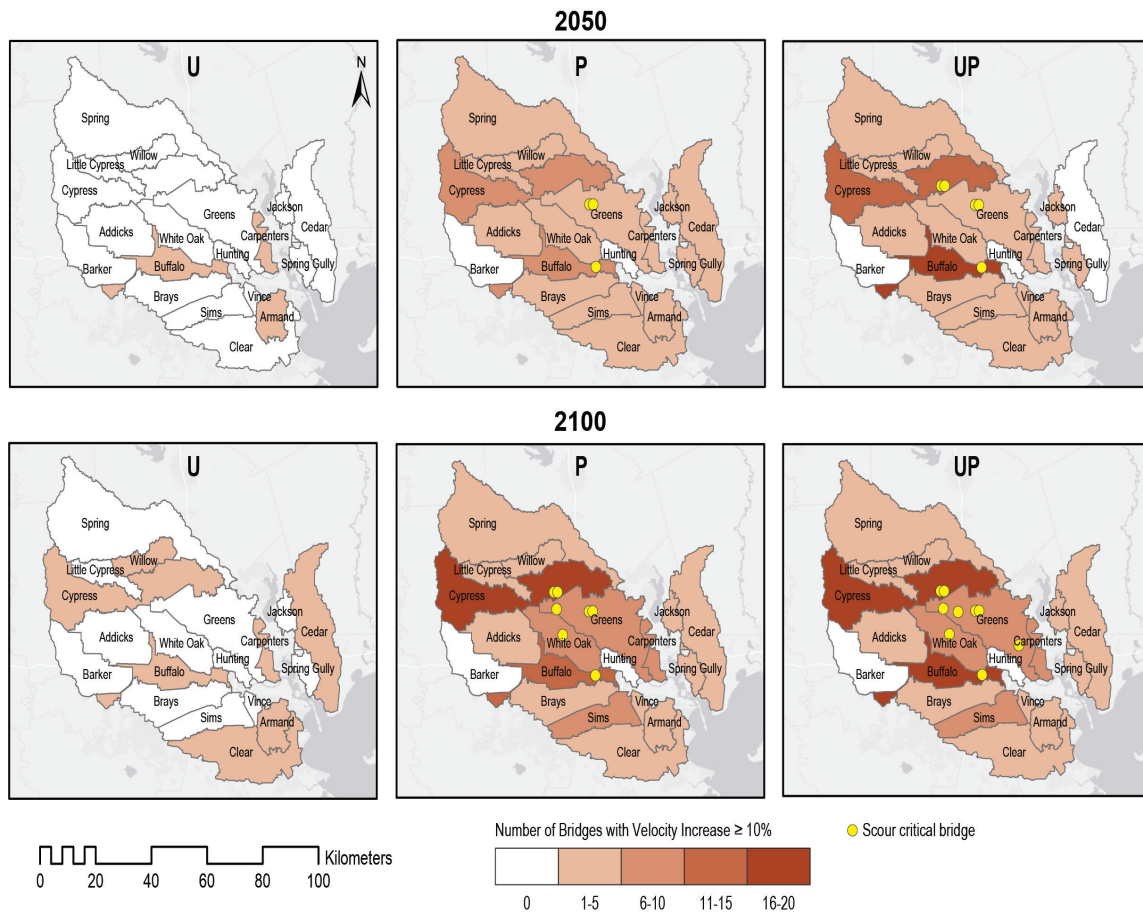 2050
U
N
Spring
Willow
Little Cypress
Cypress
Greens
Jackson
Cedar
Addicks
White Oak
Carpenters
Hunting
Barker
Buffalo
Spring Gully
Brays
Vince
Sims
Armand
Clear
P
Spring
Willow
Little Cypress
Cypress
Greens
Jackson
Cedar
Addicks
White Oak
Carpenters
Hunting
Barker
Buffalo
Spring Gully
Brays
Vince
Sims
Armand
Clear
UP
Spring
Willow
Little Cypress
Cypress
Greens
Jackson
Cedar
Addicks
White Oak
Carpenters
Hunting
Barker
Buffalo
Spring Gully
Brays
Vince
Sims
Armand
Clear
2100
U
Spring
Willow
Little Cypress
Cypress
Greens
Jackson
Cedar
Addicks
White Oak
Carpenters
Hunting
Barker
Buffalo
Spring Gully
Brays
Vince
Sims
Armand
Clear
P
Spring
Willow
Little Cypress
Cypress
Greens
Jackson
Cedar
Addicks
White Oak
Carpenters
Hunting
Barker
Buffalo
Spring Gully
Brays
Vince
Sims
Armand
Clear
UP
Spring
Willow
Little Cypress
Cypress
Greens
Jackson
Cedar
Addicks
White Oak
Carpenters
Hunting
Barker
Buffalo
Spring Gully
Brays
Vince
Sims
Armand
Clear
Kilometers
0 20 40 60 80 100
Number of Bridges with Velocity Increase ≥ 10%
0 1-5 6-10 11-15 16-20
Scour critical bridge